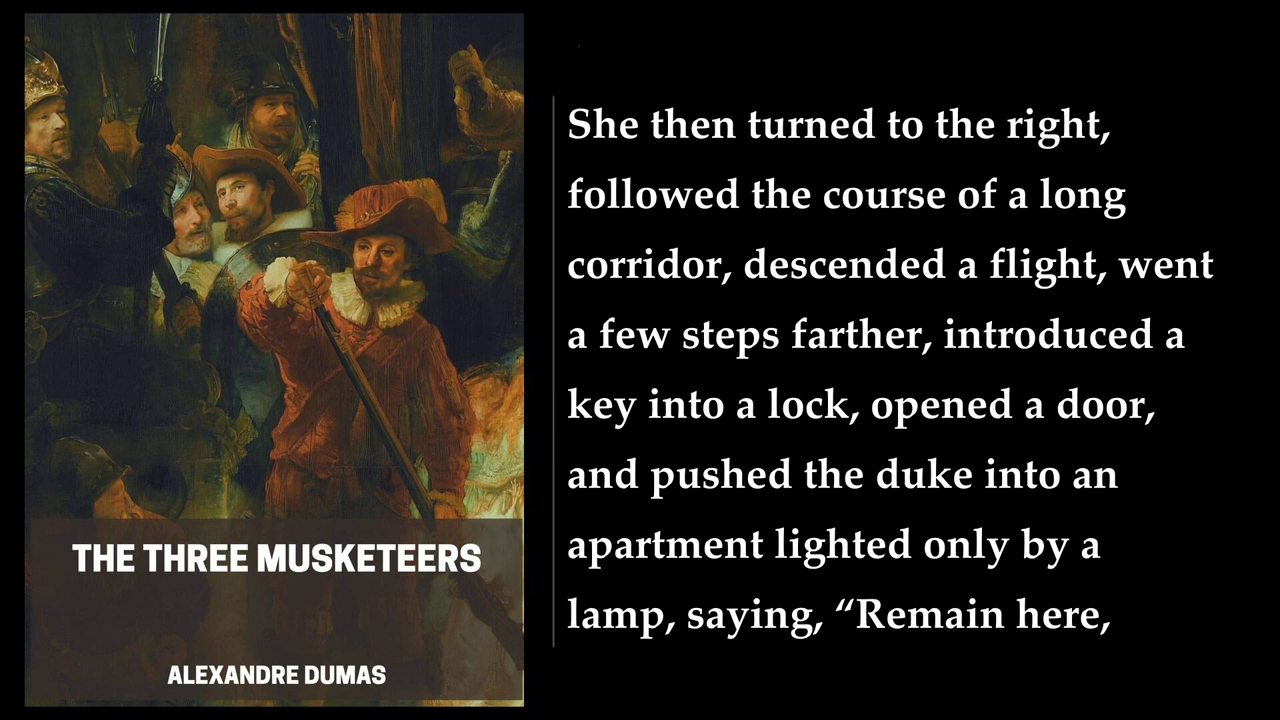 THE THREE MUSKETEERS
ALEXANDRE DUMAS
She then turned to the right,
followed the course of a long
corridor, descended a flight, went
a few steps farther, introduced a
key into a lock, opened a door,
and pushed the duke into an
apartment lighted only by a
lamp, saying, “Remain here,